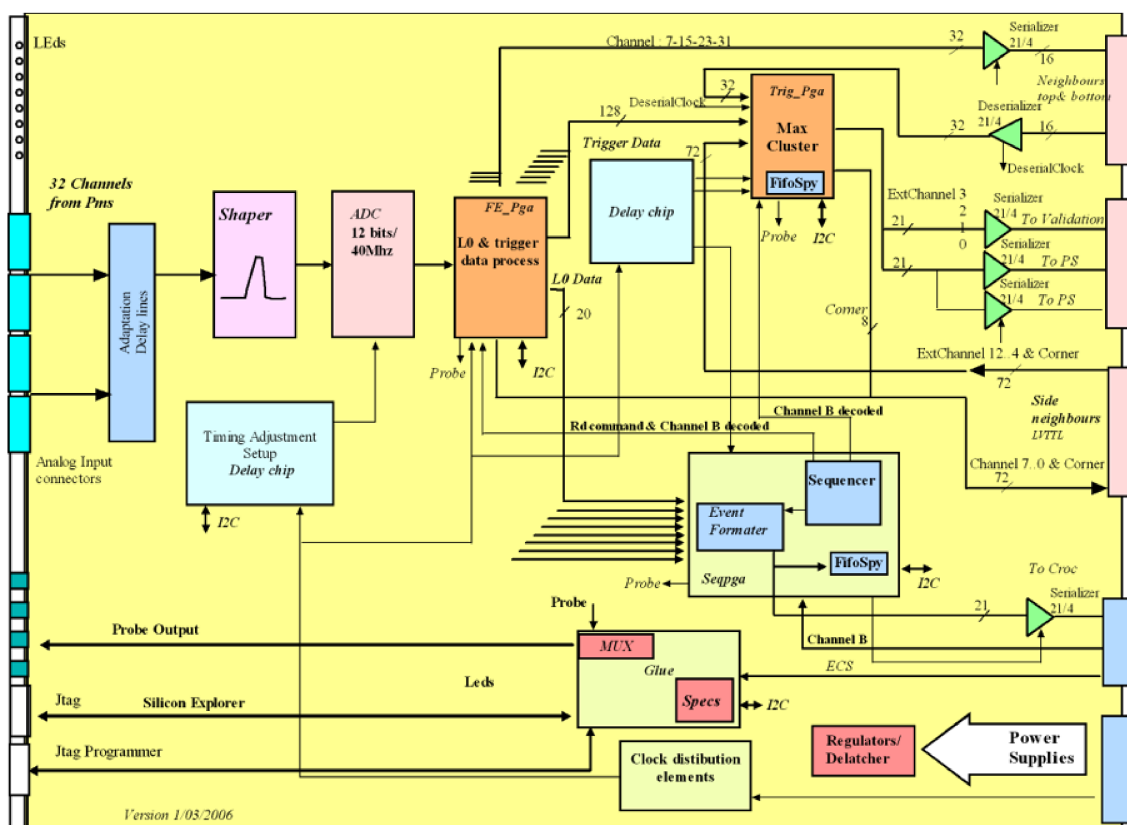 LEds
Channel : 7-15-23-31
32
Serializer
21/4
16
Neighbours
top& bottom
Deserializer
21/4
16
32
DeserialClock
32
DeserialClock
128
Trigger Data
72
Trig_Pga
Max
Cluster
FifoSpy
Probe
I2C
32 Channels
from Pms
Shaper
ADC
12 bits/
40Mhz
FE_Pga
L0 & trigger
data process
Delay chip
L0 Data
20
Probe
I2C
Adaptation
Delay lines
ExtChannel 3
2
1
0
21
Serializer
21/4
To Validation
21
Serializer
21/4
To PS
Serializer
21/4
To PS
Corner
8
ExtChannel 12..4 & Corner
72
Side
neighbours
LVTTL
Channel 7..0 & Corner
72
Analog Input
connectors
Timing Adjustment
Setup
Delay chip
I2C
Channel B decoded
Rd command & Channel B decoded
Sequencer
Event
Formater
FifoSpy
Probe
Seqpga
I2C
To Croc
Serializer
21/4
21
Channel B
ECS
Probe
Probe Output
MUX
Glue
Leds
Specs
I2C
Jtag
Silicon Explorer
Jtag Programmer
Clock distibution
elements
Regulators/
Delatcher
Power
Supplies
Version 1/03/2006